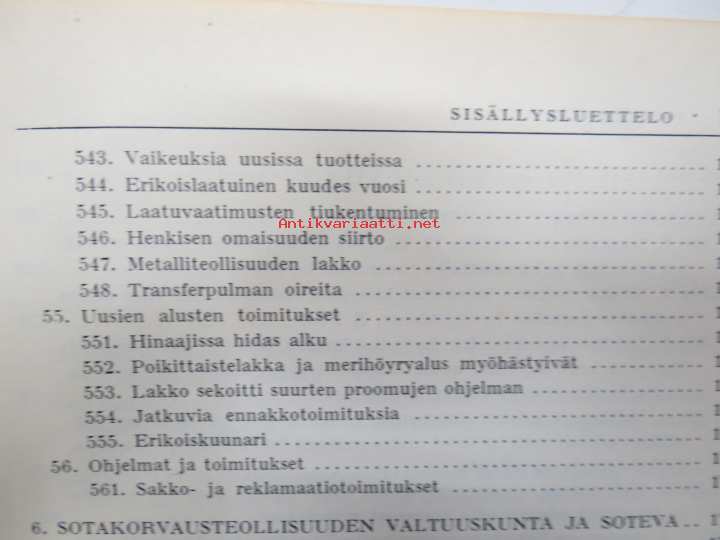 SISÄLLYSLUETTELO
543. Vaikeuksia uusissa tuotteissa
544. Erikoislaatuinen kuudes vuosi
545. Laatuvaatimusten tiukentuminen
Antikvariaatti.net
546. Henkisen omaisuuden siirto
547. Metalliteollisuuden lakko
548. Transferpulman oireita
55. Uusien alusten toimitukset
551. Hinaajissa hidas alku
552. Poikittaistelakka ja merihöyryalus myöhästyivät
553. Lakko sekoitti suurten proomujen ohjelman
554. Jatkuvia ennakkotoimituksia
555. Erikoiskuunari
56. Ohjelmat ja toimitukset
561. Sakko- ja reklamaatiotoimitukset
6. SOTAKORVAUSTEOLLISUUDEN VALTUUSKUNTA JA SOTEVA